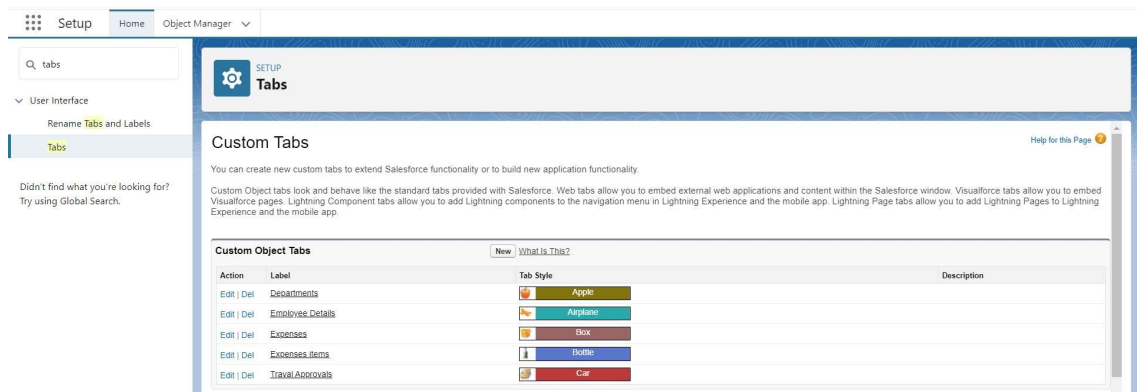 Setup Home Object Manager
tabs
User Interface
Rename Tabs and Labels
Tabs
Didn't find what you're looking for?
Try using Global Search.
SETUP
Tabs
Custom Tabs
Help for this Page
You can create new custom tabs to extend Salesforce functionality or to build new application functionality.
Custom Object tabs look and behave like the standard tabs provided with Salesforce. Web tabs allow you to embed external web applications and content within the Salesforce window. Visualforce tabs allow you to embed
Visualforce pages. Lightning Component tabs allow you to add Lightning components to the navigation menu in Lightning Experience and the mobile app. Lightning Page tabs allow you to add Lightning Pages to Lightning
Experience and the mobile app.
Custom Object Tabs New What Is This?
Action Label Tab Style Description
Edit | Del Departments Apple
Edit | Del Employee Details Airplane
Edit | Del Expenses Box
Edit | Del Expenses items Bottle
Edit | Del Traval Approvals Car